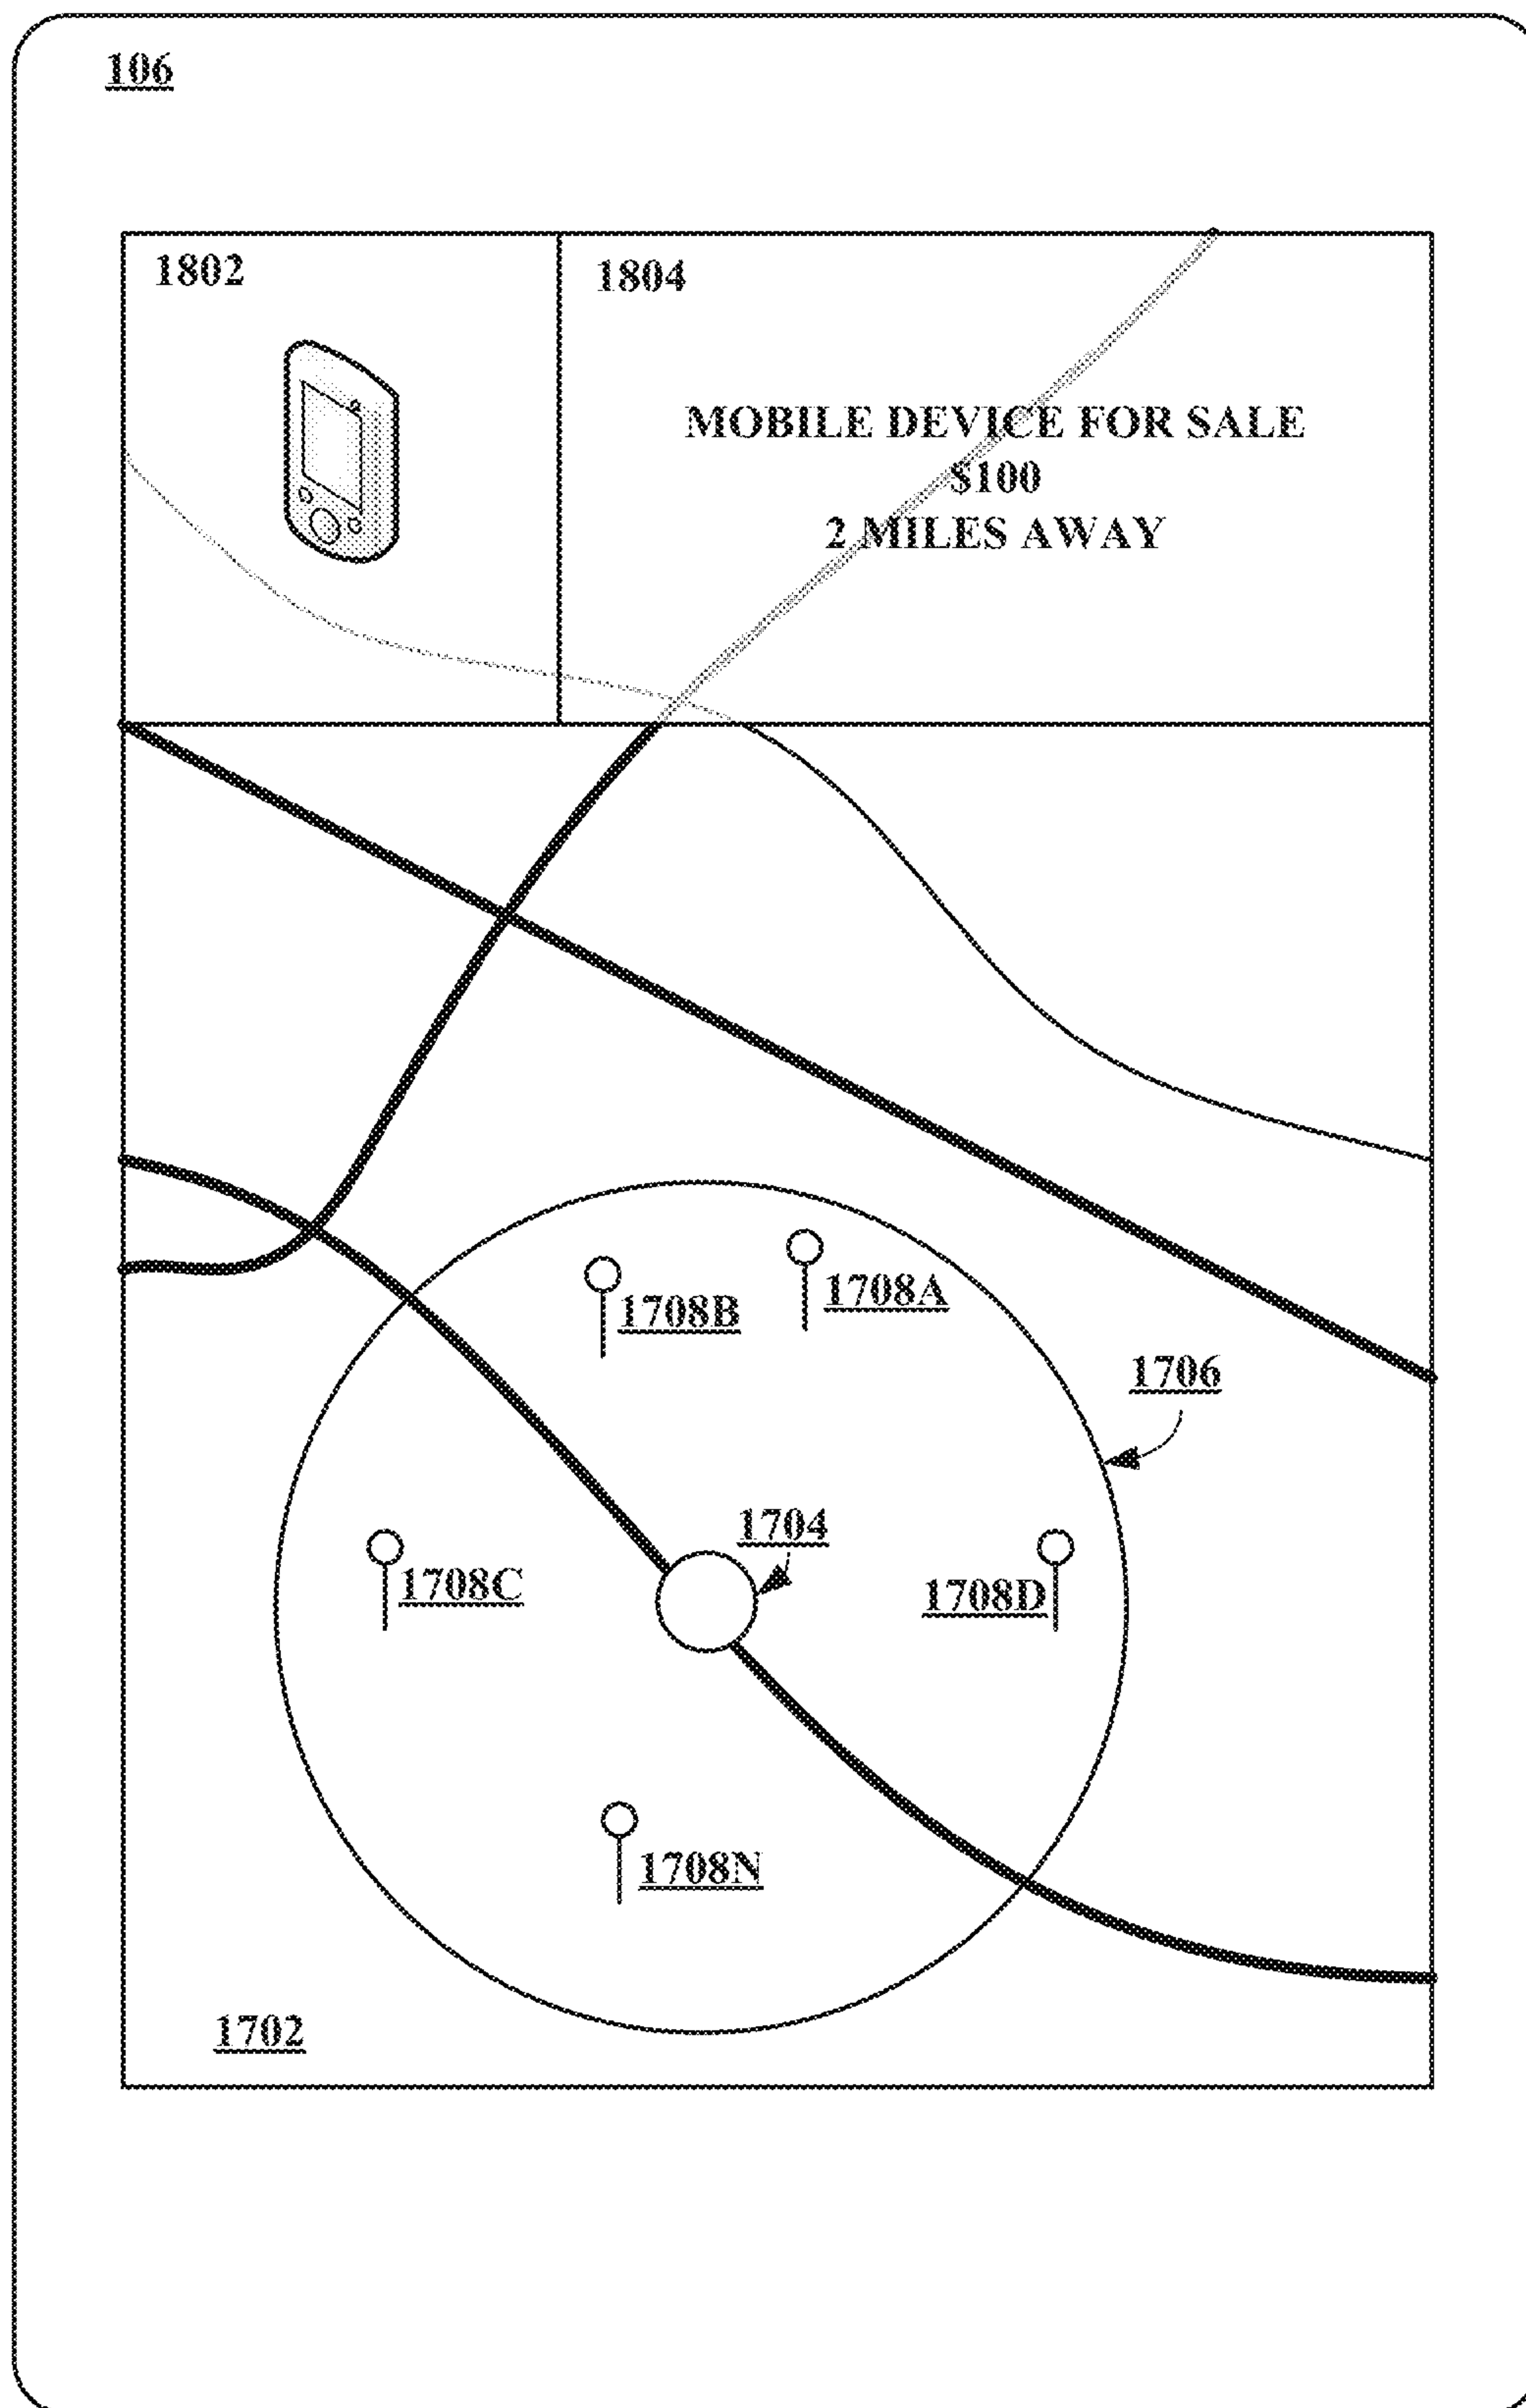 106
1802
1804
MOBILE DEVICE FOR SALE
$100
2 MILES AWAY
1708B
1708A
1706
1704
1708C
1708D
1708N
1702